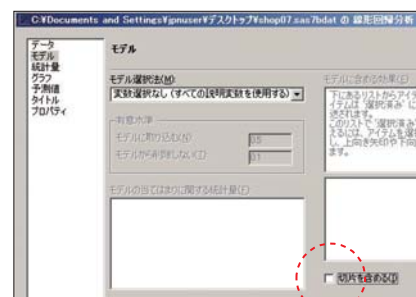 C:¥Documents and Settings¥jpnuser¥デスクトップ¥shop07.sas7bdat の 線形回帰分析
データ
モデル
統計量
グラフ
予測値
タイトル
プロパティ
モデル
モデル選択法(M):
変数選択なし (すべての説明変数を使用する)
有意水準
モデルに取り込む(N)
0.5
モデルから棄却しない(T)
0.1
モデルの当てはまりに関する統計量(F)
モデルに含める効果(E)
下にあるリストからアイテ
イテムは "選択済み" に
送されます。
このリストで "選択済み
えるには、アイテムを選択
し、上向き矢印や下向
ます。
切片を含める(I)